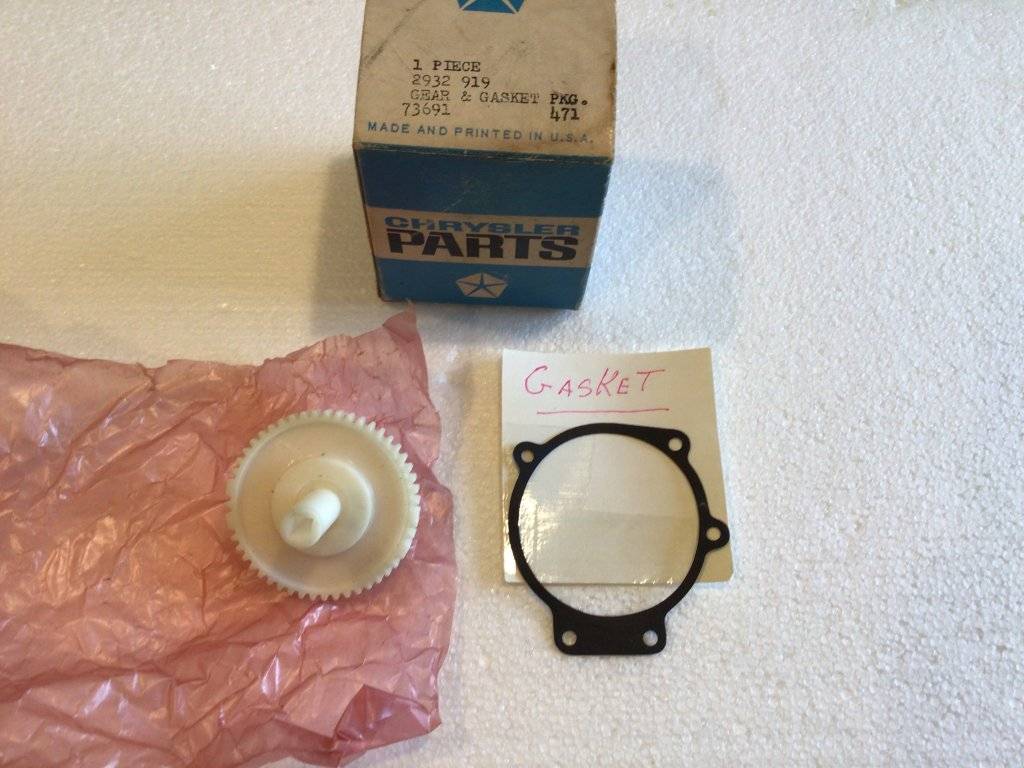 1 PIECE
2932 919
GEAR & GASKET PKG.
73691 471
MADE AND PRINTED IN U.S.A.
CHRYSLER
PARTS
GASKET